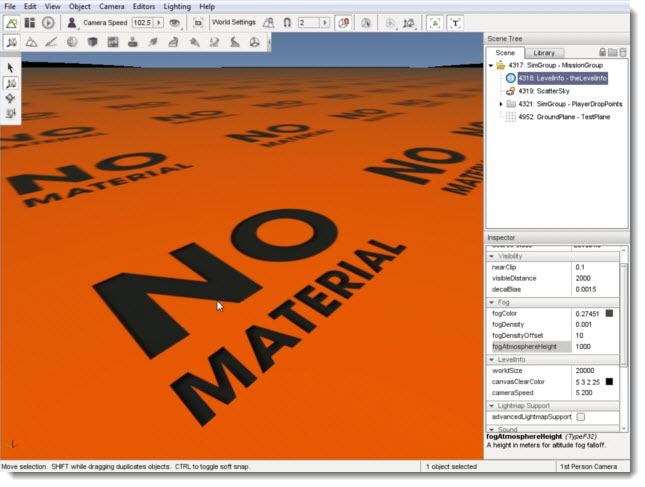 File Edit View Object Camera Editors Lighting Help
Camera Speed 102.5 World Settings 2
T
Scene Tree
Scene Library
4317: SimGroup - MissionGroup
4318: LevelInfo - theLevelInfo
4319: ScatterSky
4321: SimGroup - PlayerDropPoints
4952: GroundPlane - TestPlane
NO
MATERIAL
NO
MATERIAL
NO
MATERIAL
NO
MATERIAL
Inspector
Visibility
nearClip 0.1
visibleDistance 2000
decalBias 0.0015
Fog
fogColor 0.27451
fogDensity 0.001
fogDensityOffset 10
fogAtmosphereHeight 1000
LevelInfo
worldSize 20000
canvasClearColor 5 3 2 25
cameraSpeed 5 200
Lightmap Support
advancedLightmapSupport
Sound
fogAtmosphereHeight (TypeF32)
A height in meters for altitude fog falloff.
Move selection. SHIFT while dragging duplicates objects. CTRL to toggle soft snap.
1 object selected
1st Person Camera